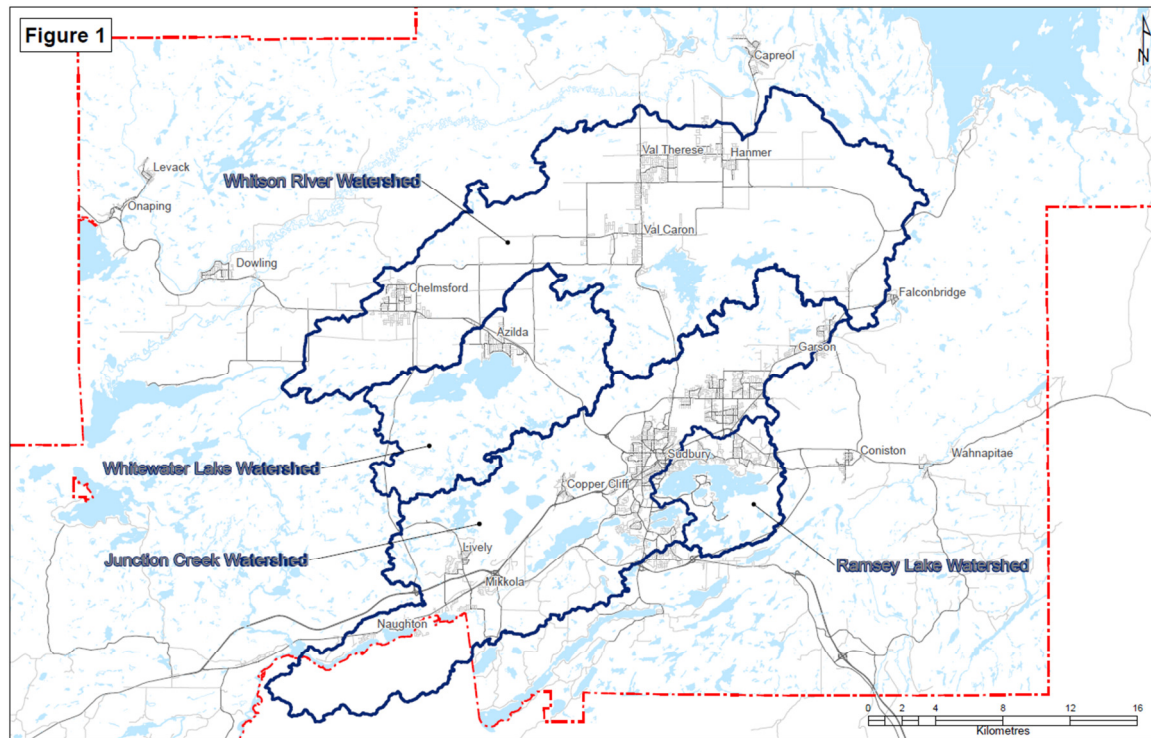 Figure 1
N
Capreol
Val Therese
Hanmer
Levack
Whitson River Watershed
Onaping
Val Caron
Dowling
Chelmsford
Falconbridge
Azilda
Garson
Sudbury
Coniston
Wahnapitae
Whitewater Lake Watershed
Copper Cliff
Junction Creek Watershed
Lively
Ramsey Lake Watershed
Mikkola
Naughton
0 2 4 8 12 16
Kilometres